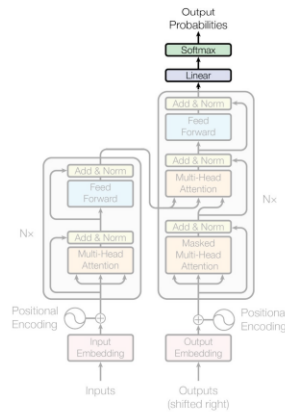 Output
Probabilities
Softmax
Linear
Add & Norm
Feed
Forward
Add & Norm
Multi-Head
Attention
Add & Norm
Masked
Multi-Head
Attention
Nx
Add & Norm
Feed
Forward
Add & Norm
Multi-Head
Attention
Nx
Positional
Encoding
Positional
Encoding
Input
Embedding
Output
Embedding
Inputs
Outputs
(shifted right)